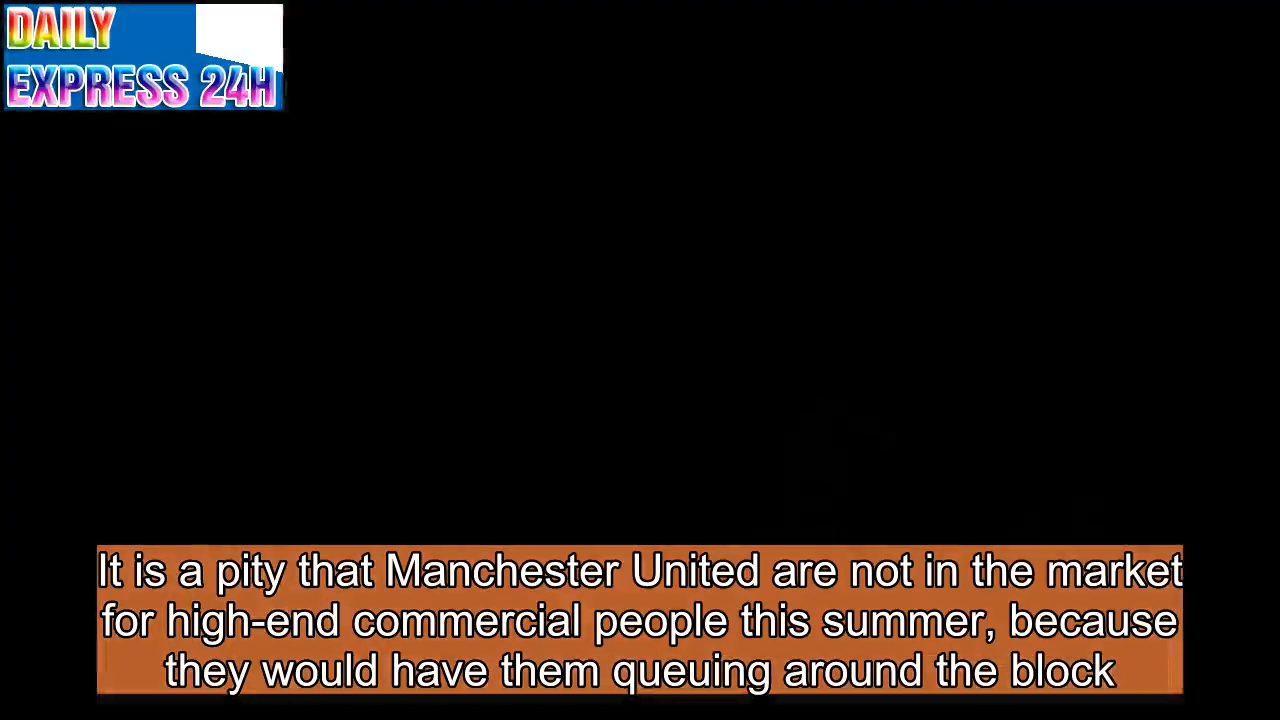 DAILY
EXPRESS 24H
It is a pity that Manchester United are not in the market
for high-end commercial people this summer, because
they would have them queuing around the block